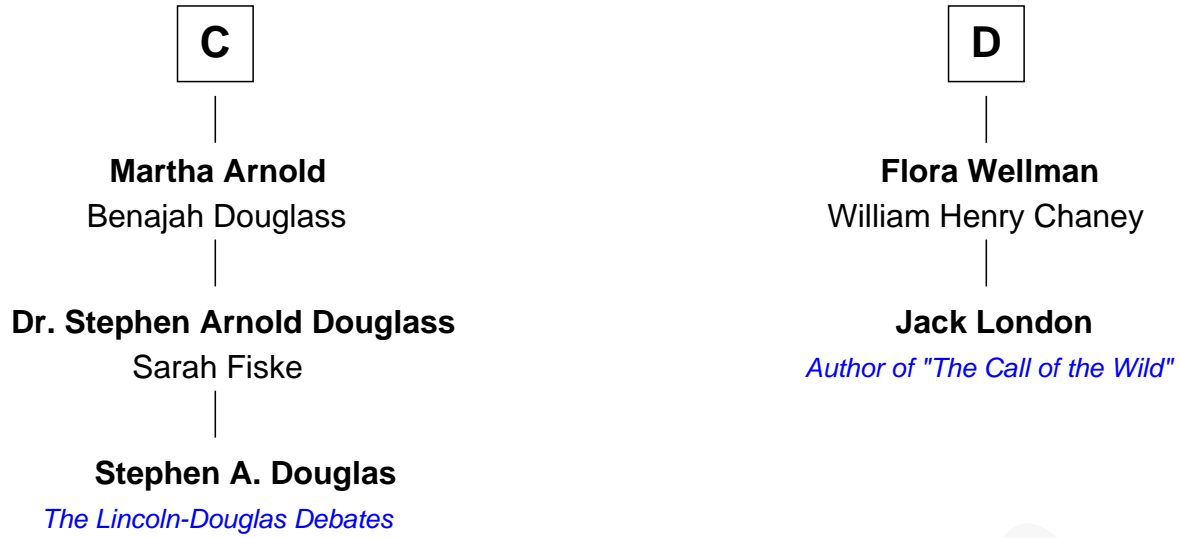 C
Martha Arnold
Benajah Douglass
Dr. Stephen Arnold Douglass
Sarah Fiske
Stephen A. Douglas
The Lincoln-Douglas Debates
D
Flora Wellman
William Henry Chaney
Jack London
Author of "The Call of the Wild"